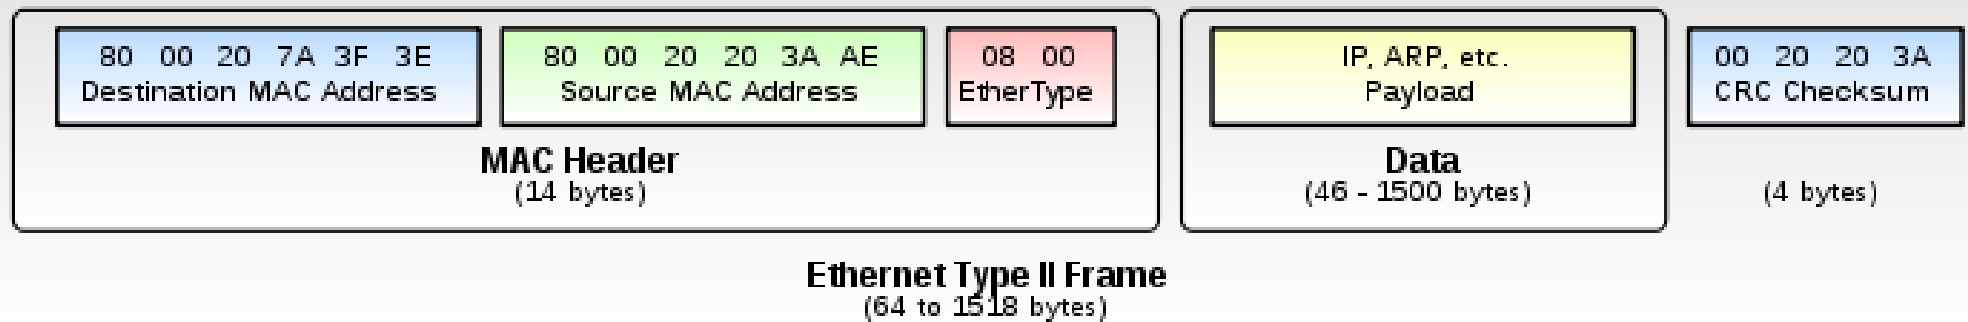 80 00 20 7A 3F 3E
Destination MAC Address
80 00 20 20 3A AE
Source MAC Address
08 00
EtherType
MAC Header
(14 bytes)
IP, ARP, etc.
Payload
Data
(46 - 1500 bytes)
00 20 20 3A
CRC Checksum
(4 bytes)
Ethernet Type II Frame
(64 to 1518 bytes)